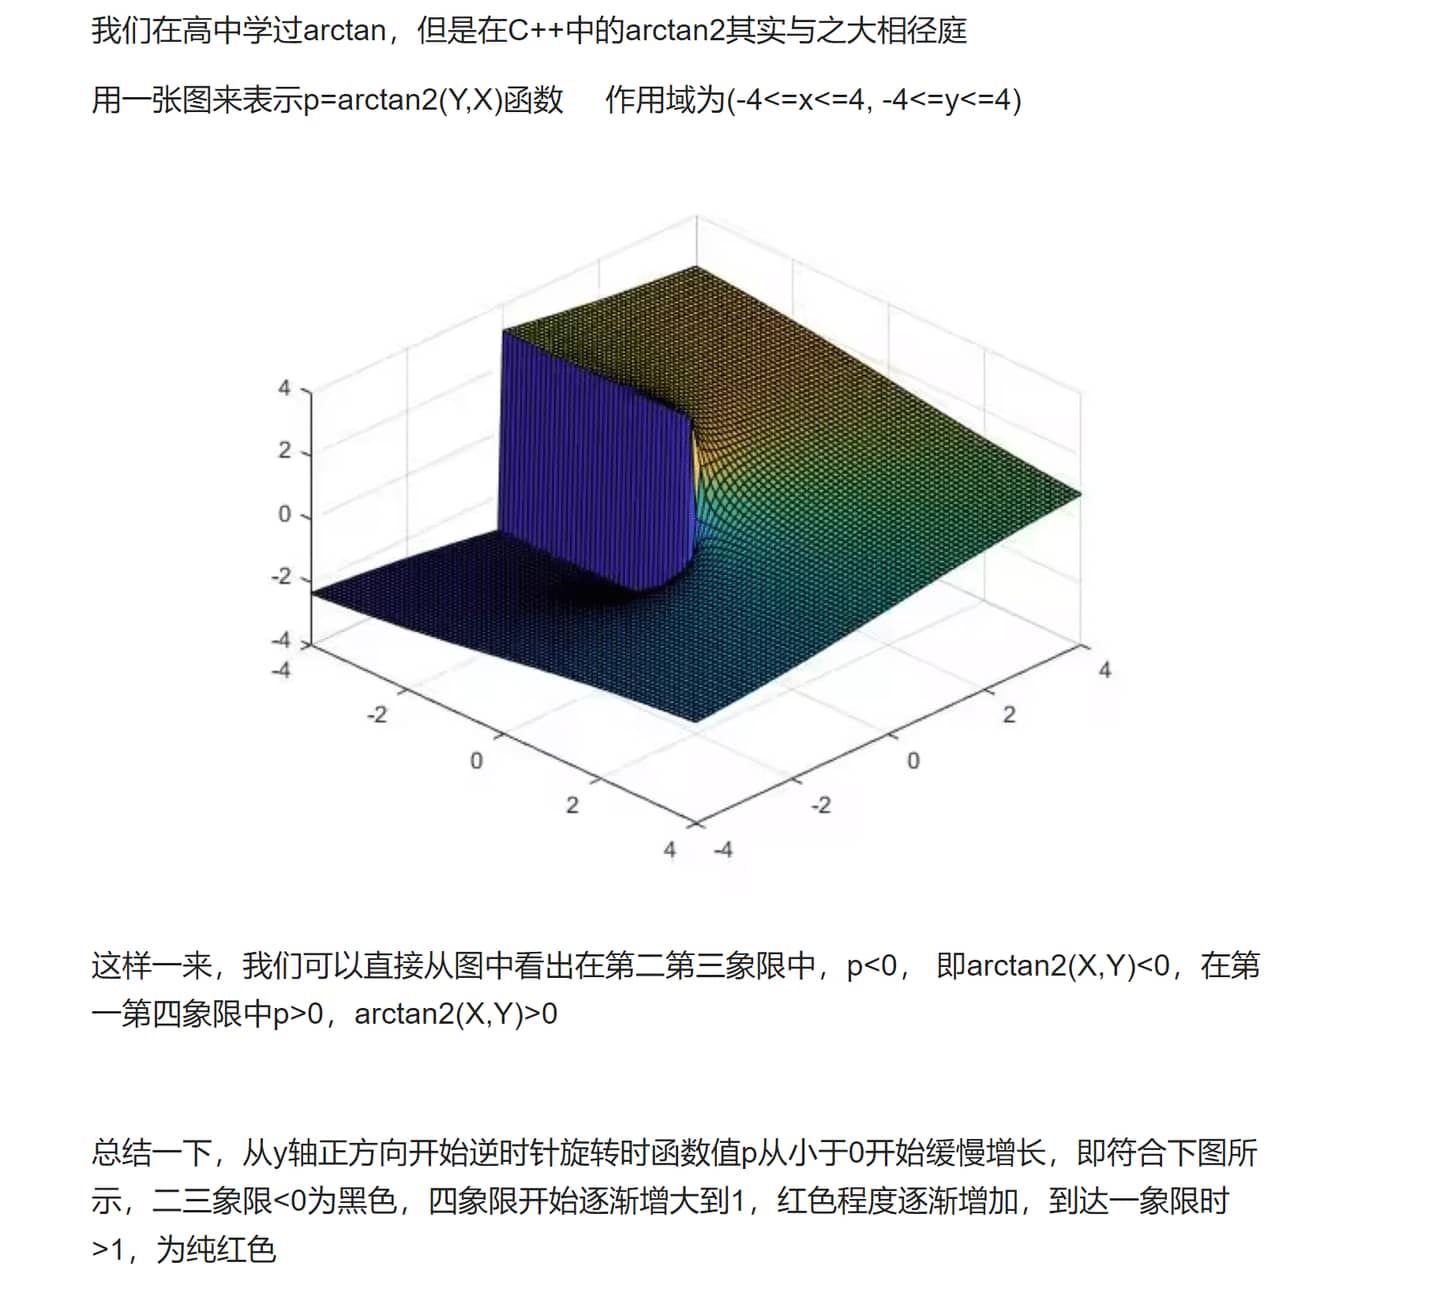 我们在高中学过arctan，但是在C++中的arctan2其实与之大相径庭
用一张图来表示p=arctan2(Y,X)函数 作用域为(-4<=x<=4, -4<=y<=4)
4
2
0
-2
-4
-4
-2
0
2
4
-4
-2
0
2
4
这样一来，我们可以直接从图中看出在第二第三象限中，p<0， 即arctan2(X,Y)<0，在第
一第四象限中p>0，arctan2(X,Y)>0
总结一下，从y轴正方向开始逆时针旋转时函数值p从小于0开始缓慢增长，即符合下图所
示，二三象限<0为黑色，四象限开始逐渐增大到1，红色程度逐渐增加，到达一象限时
>1，为纯红色